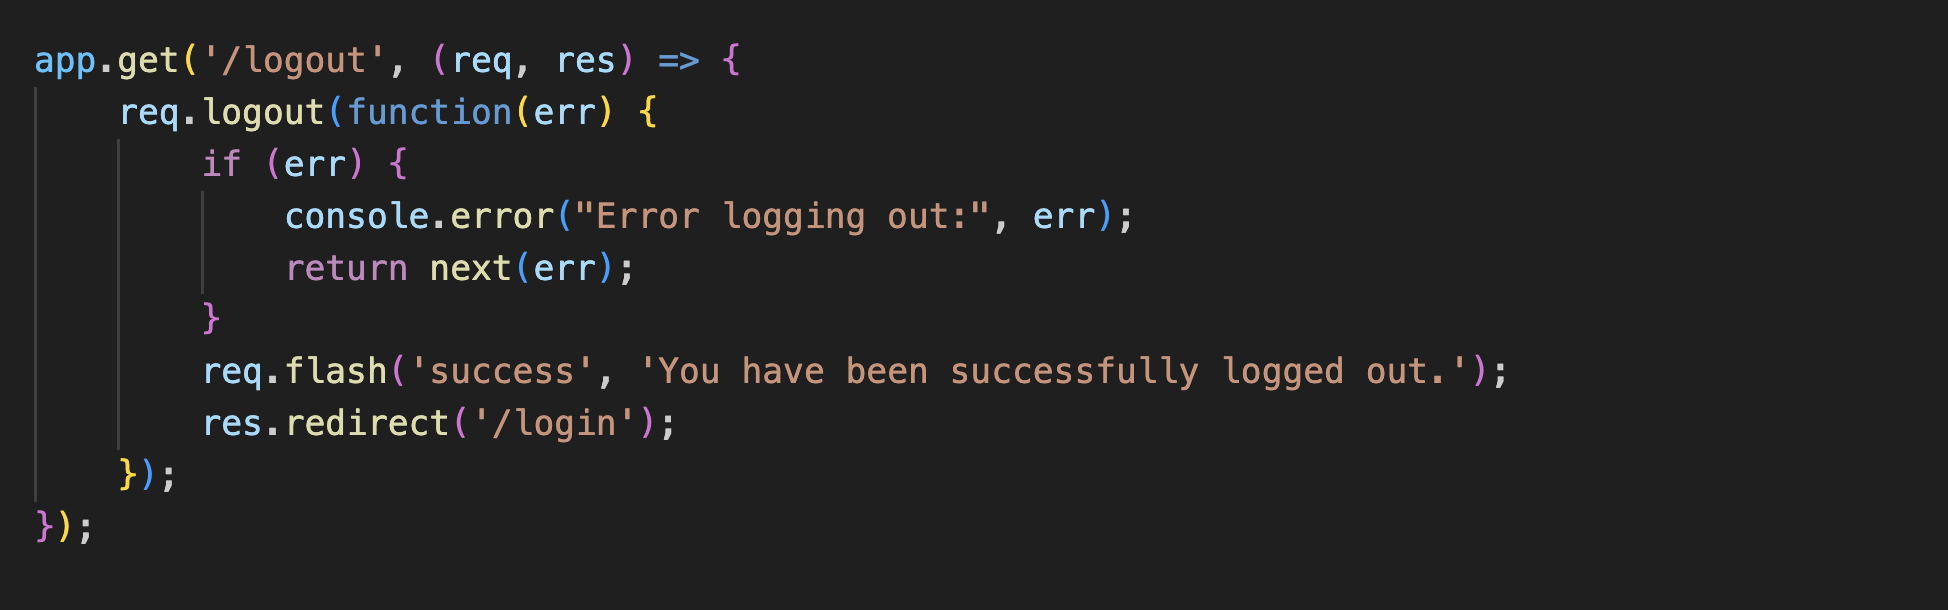 app.get('/logout', (req, res) => {
    req.logout(function(err) {
        if (err) {
            console.error("Error logging out:", err);
            return next(err);
        }
        req.flash('success', 'You have been successfully logged out.');
        res.redirect('/login');
    });
});